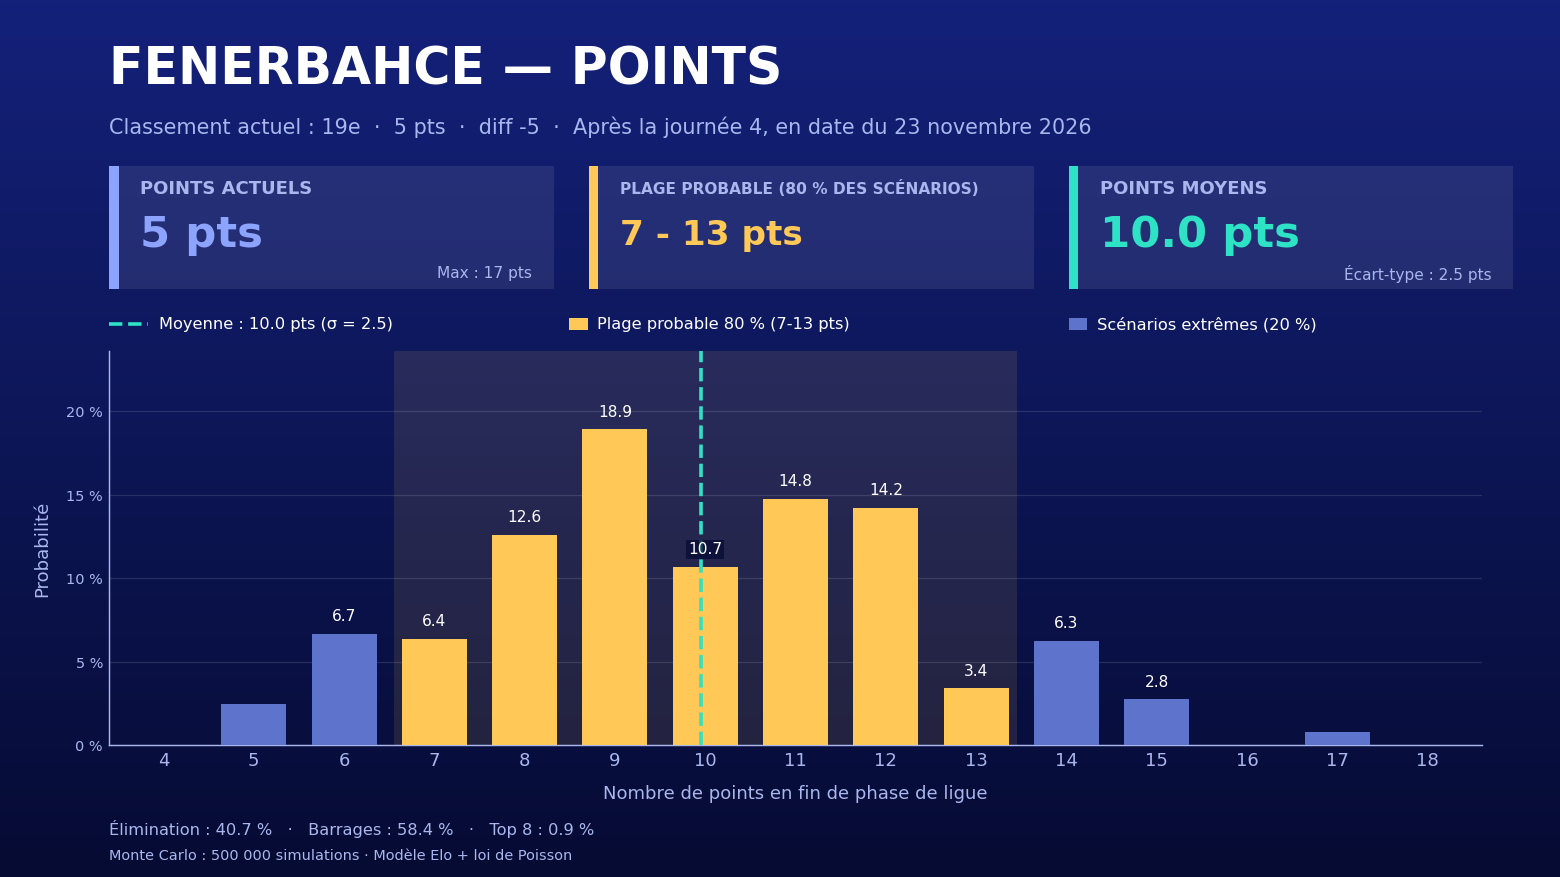 FENERBAHCE — POINTS
Classement actuel : 19e · 5 pts · diff -5 · Après la journée 4, en date du 23 novembre 2026
POINTS ACTUELS
5 pts
Max : 17 pts
PLAGE PROBABLE (80 % DES SCÉNARIOS)
7 - 13 pts
POINTS MOYENS
10.0 pts
Écart-type : 2.5 pts
Moyenne : 10.0 pts (σ = 2.5)
Plage probable 80 % (7-13 pts)
Scénarios extrêmes (20 %)
Probabilité
20 %
15 %
10 %
5 %
0 %
6.7
6.4
12.6
18.9
10.7
14.8
14.2
3.4
6.3
2.8
4 5 6 7 8 9 10 11 12 13 14 15 16 17 18
Nombre de points en fin de phase de ligue
Élimination : 40.7 % · Barrages : 58.4 % · Top 8 : 0.9 %
Monte Carlo : 500 000 simulations · Modèle Elo + loi de Poisson